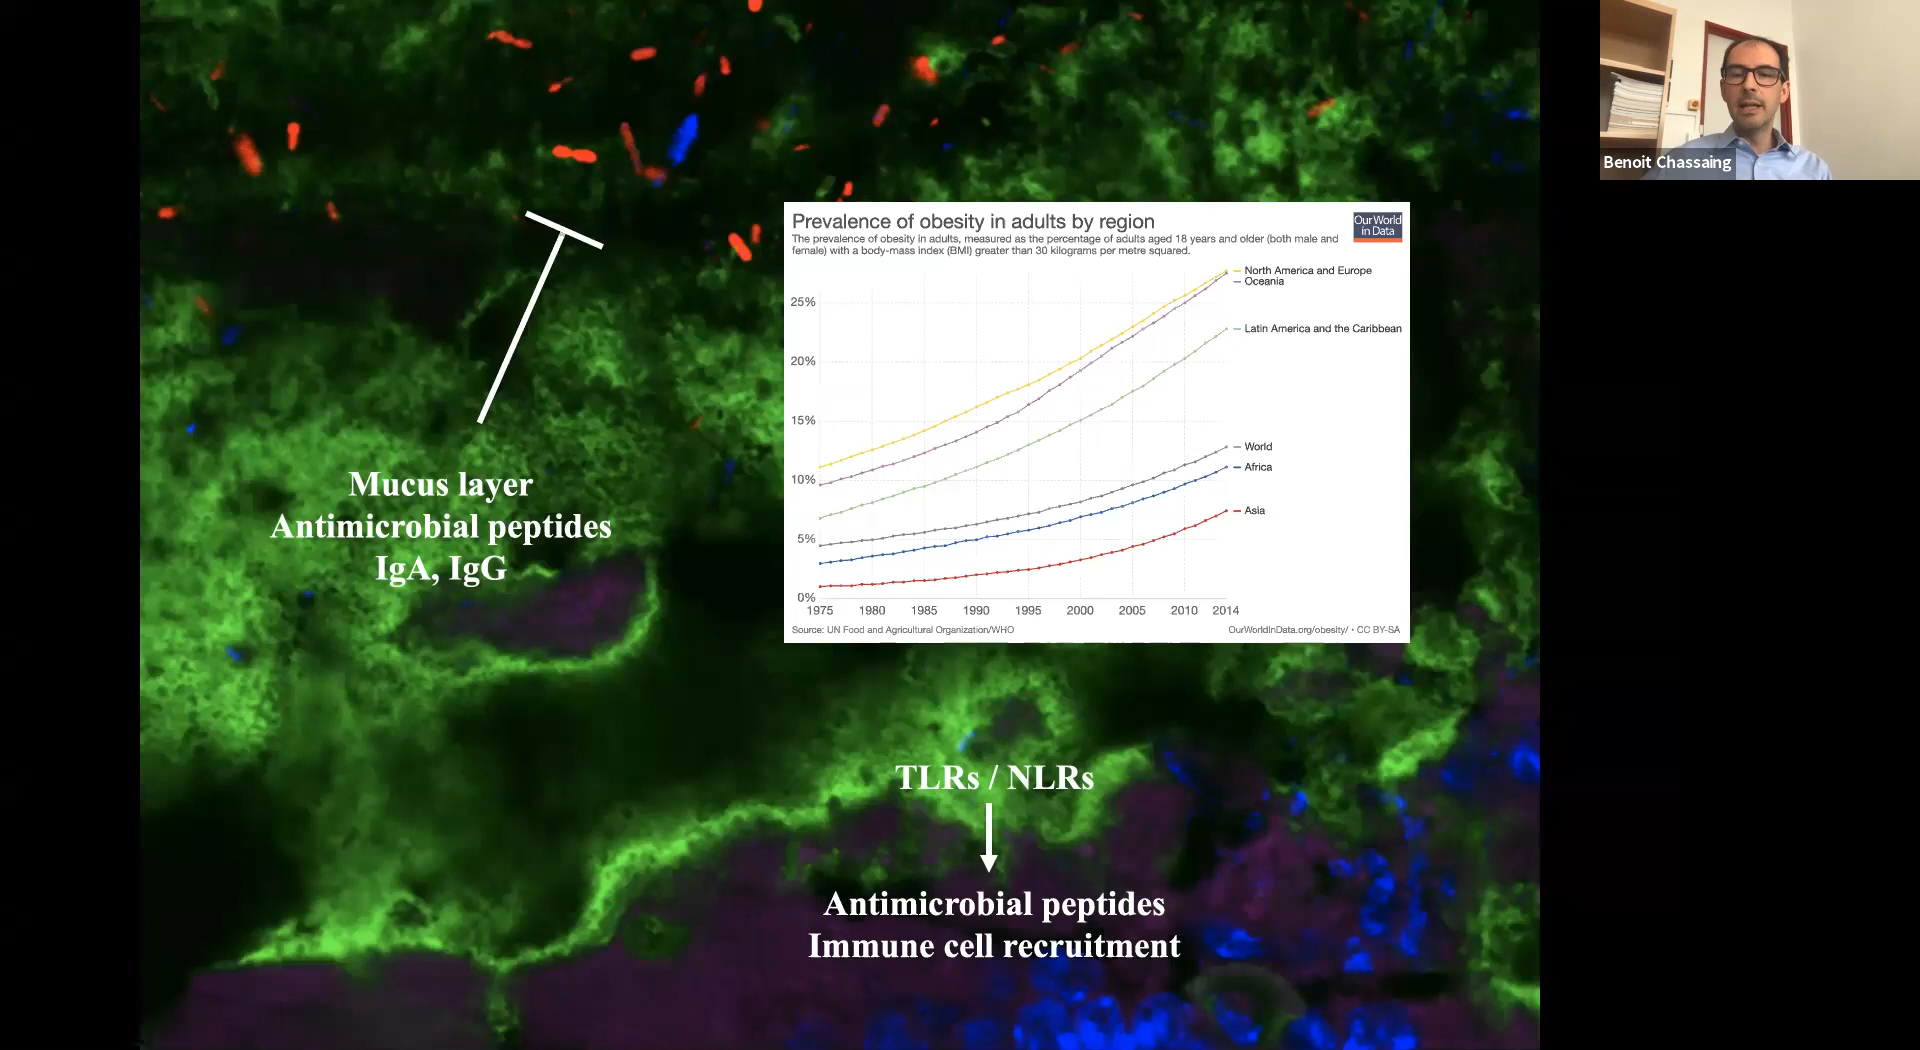 Benoit Chassaing
Prevalence of obesity in adults by region
The prevalence of obesity in adults, measured as the percentage of adults aged 18 years and older (both male and
female) with a body-mass index (BMI) greater than 30 kilograms per metre squared.
Our World
in Data
North America and Europe
Oceania
25%
Latin America and the Caribbean
20%
15%
World
Africa
10%
Asia
5%
0%
1975 1980 1985 1990 1995 2000 2005 2010 2014
Source: UN Food and Agricultural Organization/WHO
OurWorldInData.org/obesity/ • CC BY-SA
Mucus layer
Antimicrobial peptides
IgA, IgG
TLRs / NLRs
Antimicrobial peptides
Immune cell recruitment